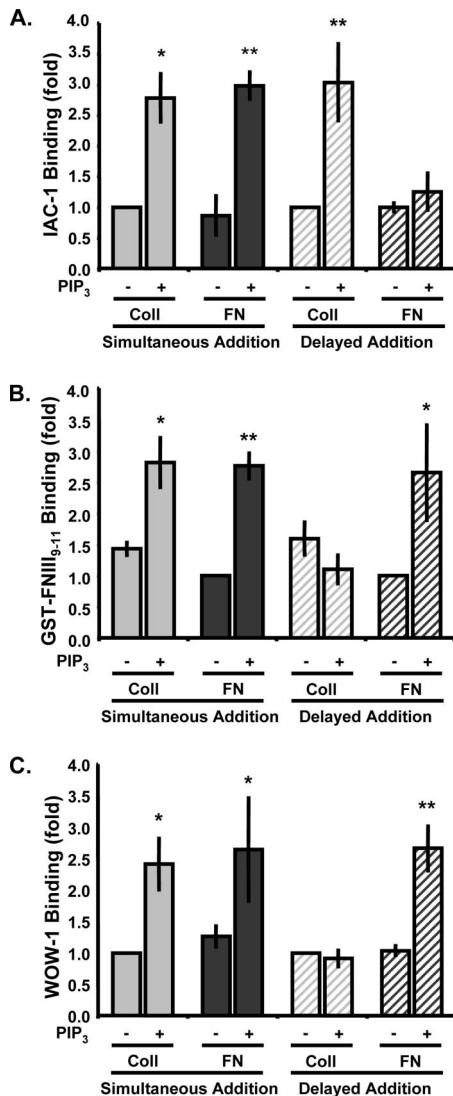 A.
IAC-1 Binding (fold)
4.0
3.5
3.0
2.5
2.0
1.5
1.0
0.5
0.0
* ** **
PIP3 - + - + - + - +
Coll FN Coll FN
Simultaneous Addition Delayed Addition
B.
GST-FNIII9-11 Binding (fold)
4.0
3.5
3.0
2.5
2.0
1.5
1.0
0.5
0.0
* ** *
PIP3 - + - + - + - +
Coll FN Coll FN
Simultaneous Addition Delayed Addition
C.
WOW-1 Binding (fold)
4.0
3.5
3.0
2.5
2.0
1.5
1.0
0.5
0.0
* * **
PIP3 - + - + - + - +
Coll FN Coll FN
Simultaneous Addition Delayed Addition